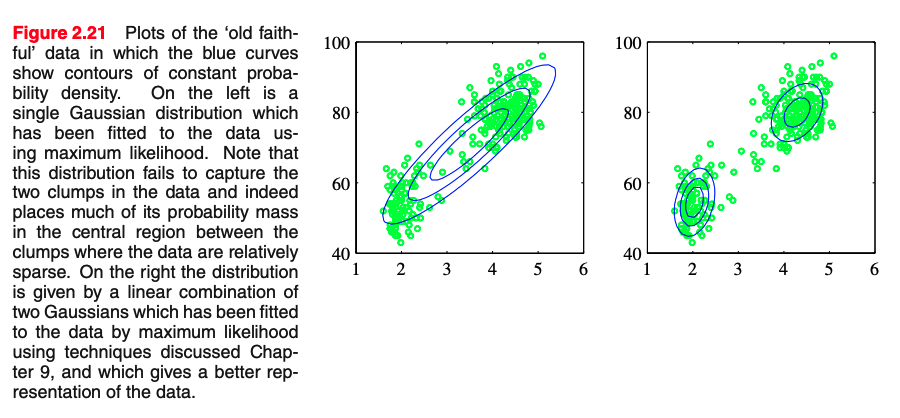 Figure 2.21 Plots of the ‘old faith-
ful’ data in which the blue curves
show contours of constant proba-
bility density. On the left is a
single Gaussian distribution which
has been fitted to the data us-
ing maximum likelihood. Note that
this distribution fails to capture the
two clumps in the data and indeed
places much of its probability mass
in the central region between the
clumps where the data are relatively
sparse. On the right the distribution
is given by a linear combination of
two Gaussians which has been fitted
to the data by maximum likelihood
using techniques discussed Chap-
ter 9, and which gives a better rep-
resentation of the data.
100
80
60
40
1 2 3 4 5 6
100
80
60
40
1 2 3 4 5 6